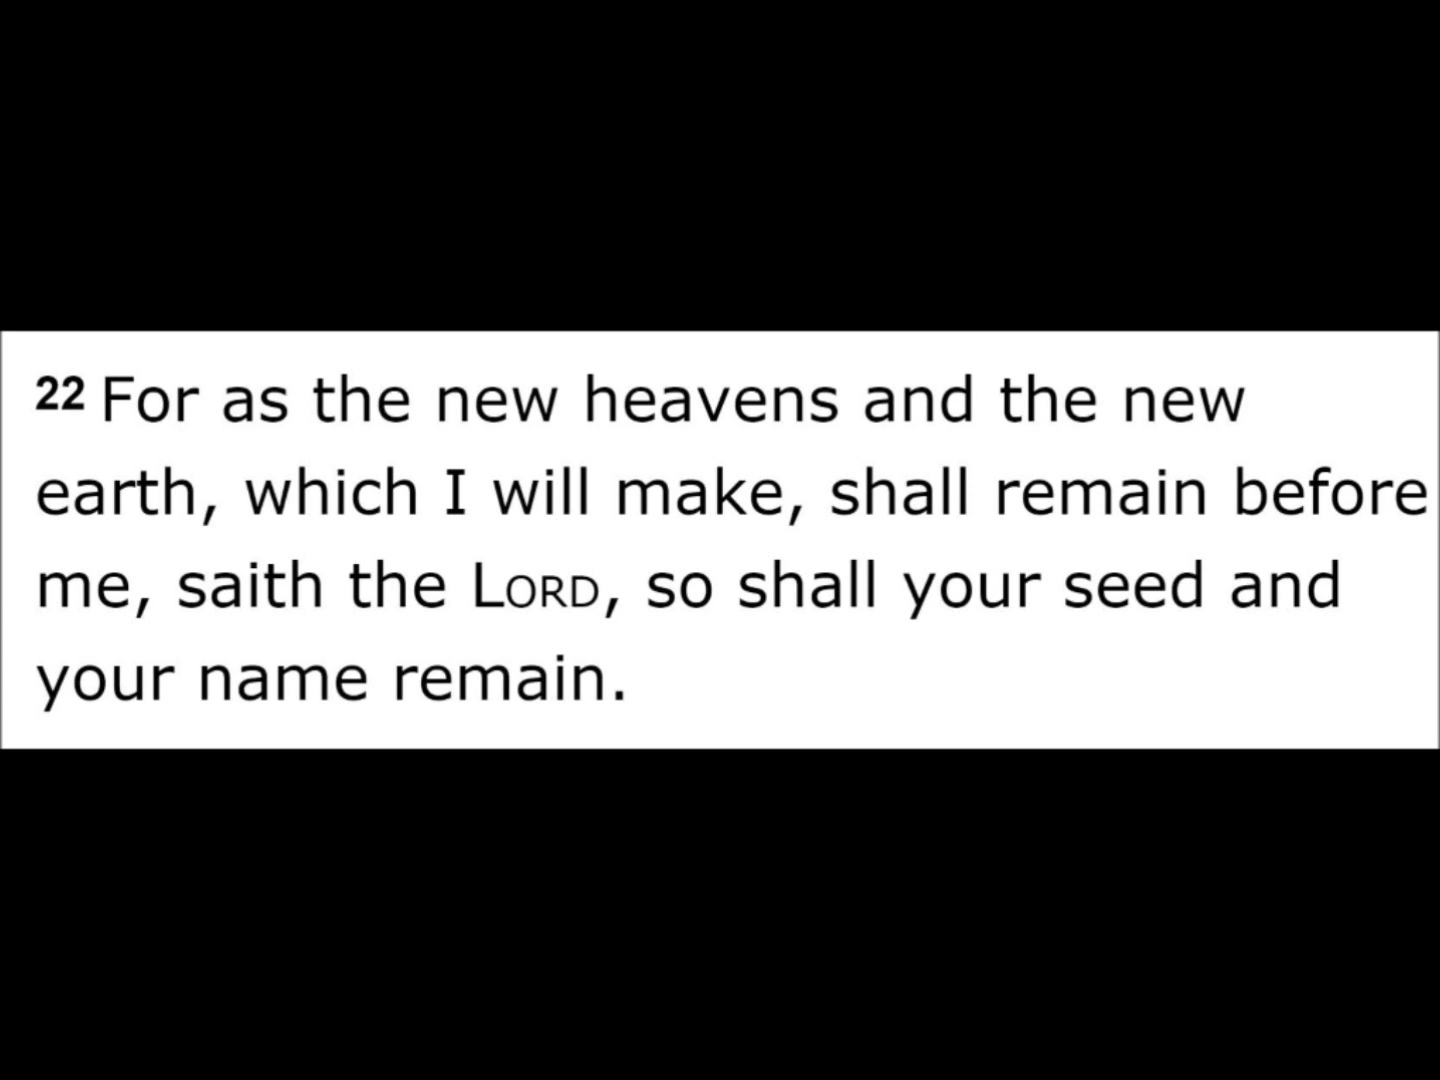 22 For as the new heavens and the new
earth, which I will make, shall remain before
me, saith the LORD, so shall your seed and
your name remain.